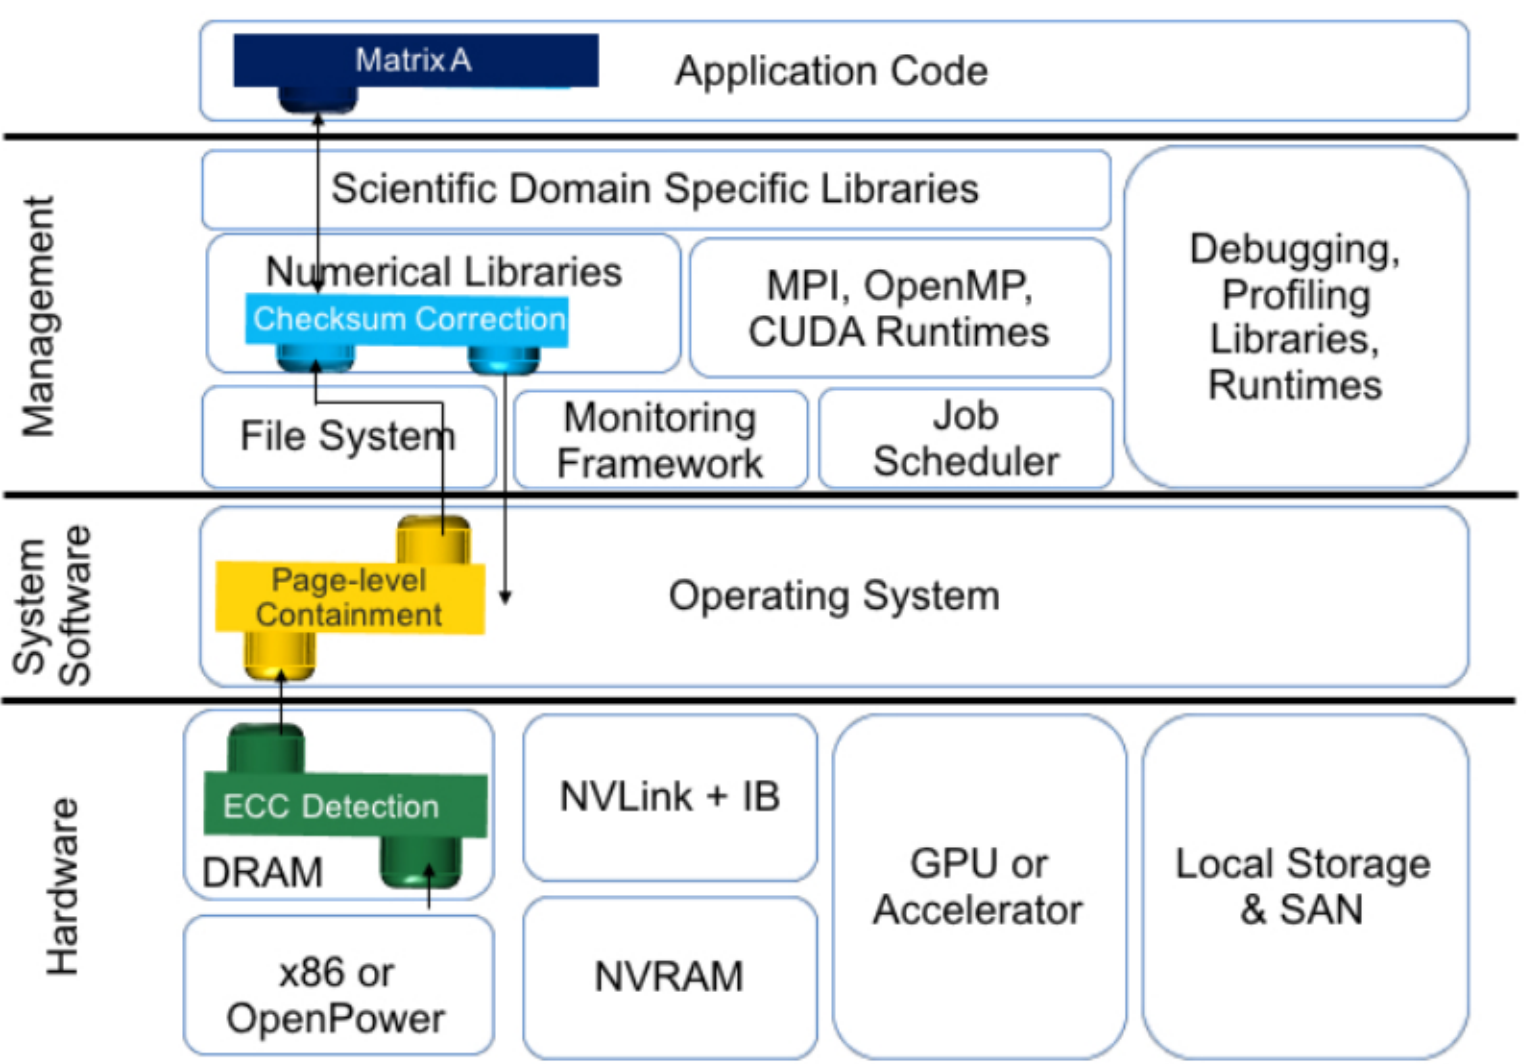 Matrix A
Application Code
Management
Scientific Domain Specific Libraries
Numerical Libraries
Checksum Correction
MPI, OpenMP,
CUDA Runtimes
Debugging,
Profiling
Libraries,
Runtimes
File System
Monitoring
Framework
Job
Scheduler
System
Software
Page-level
Containment
Operating System
Hardware
ECC Detection
DRAM
x86 or
OpenPower
NVLink + IB
NVRAM
GPU or
Accelerator
Local Storage
& SAN